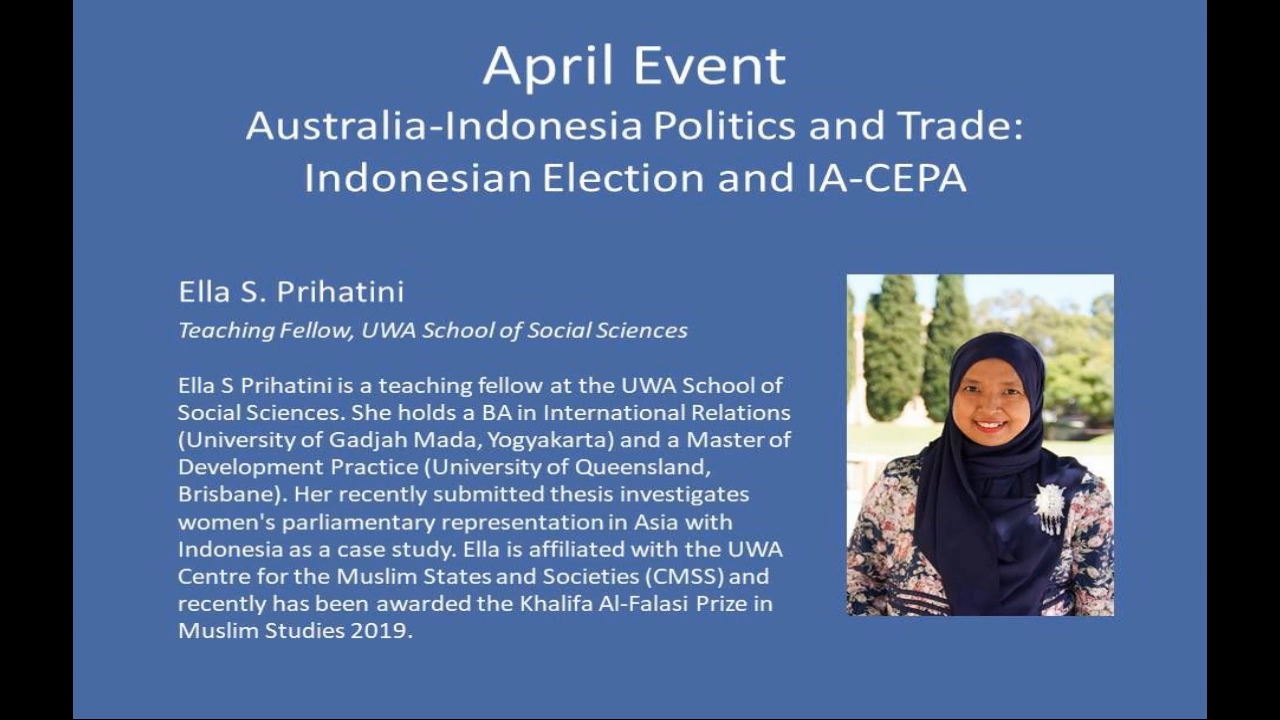 April Event
Australia-Indonesia Politics and Trade:
Indonesian Election and IA-CEPA
Ella S. Prihatini
Teaching Fellow, UWA School of Social Sciences
Ella S Prihatini is a teaching fellow at the UWA School of
Social Sciences. She holds a BA in International Relations
(University of Gadjah Mada, Yogyakarta) and a Master of
Development Practice (University of Queensland,
Brisbane). Her recently submitted thesis investigates
women's parliamentary representation in Asia with
Indonesia as a case study. Ella is affiliated with the UWA
Centre for the Muslim States and Societies (CMSS) and
recently has been awarded the Khalifa Al-Falasi Prize in
Muslim Studies 2019.